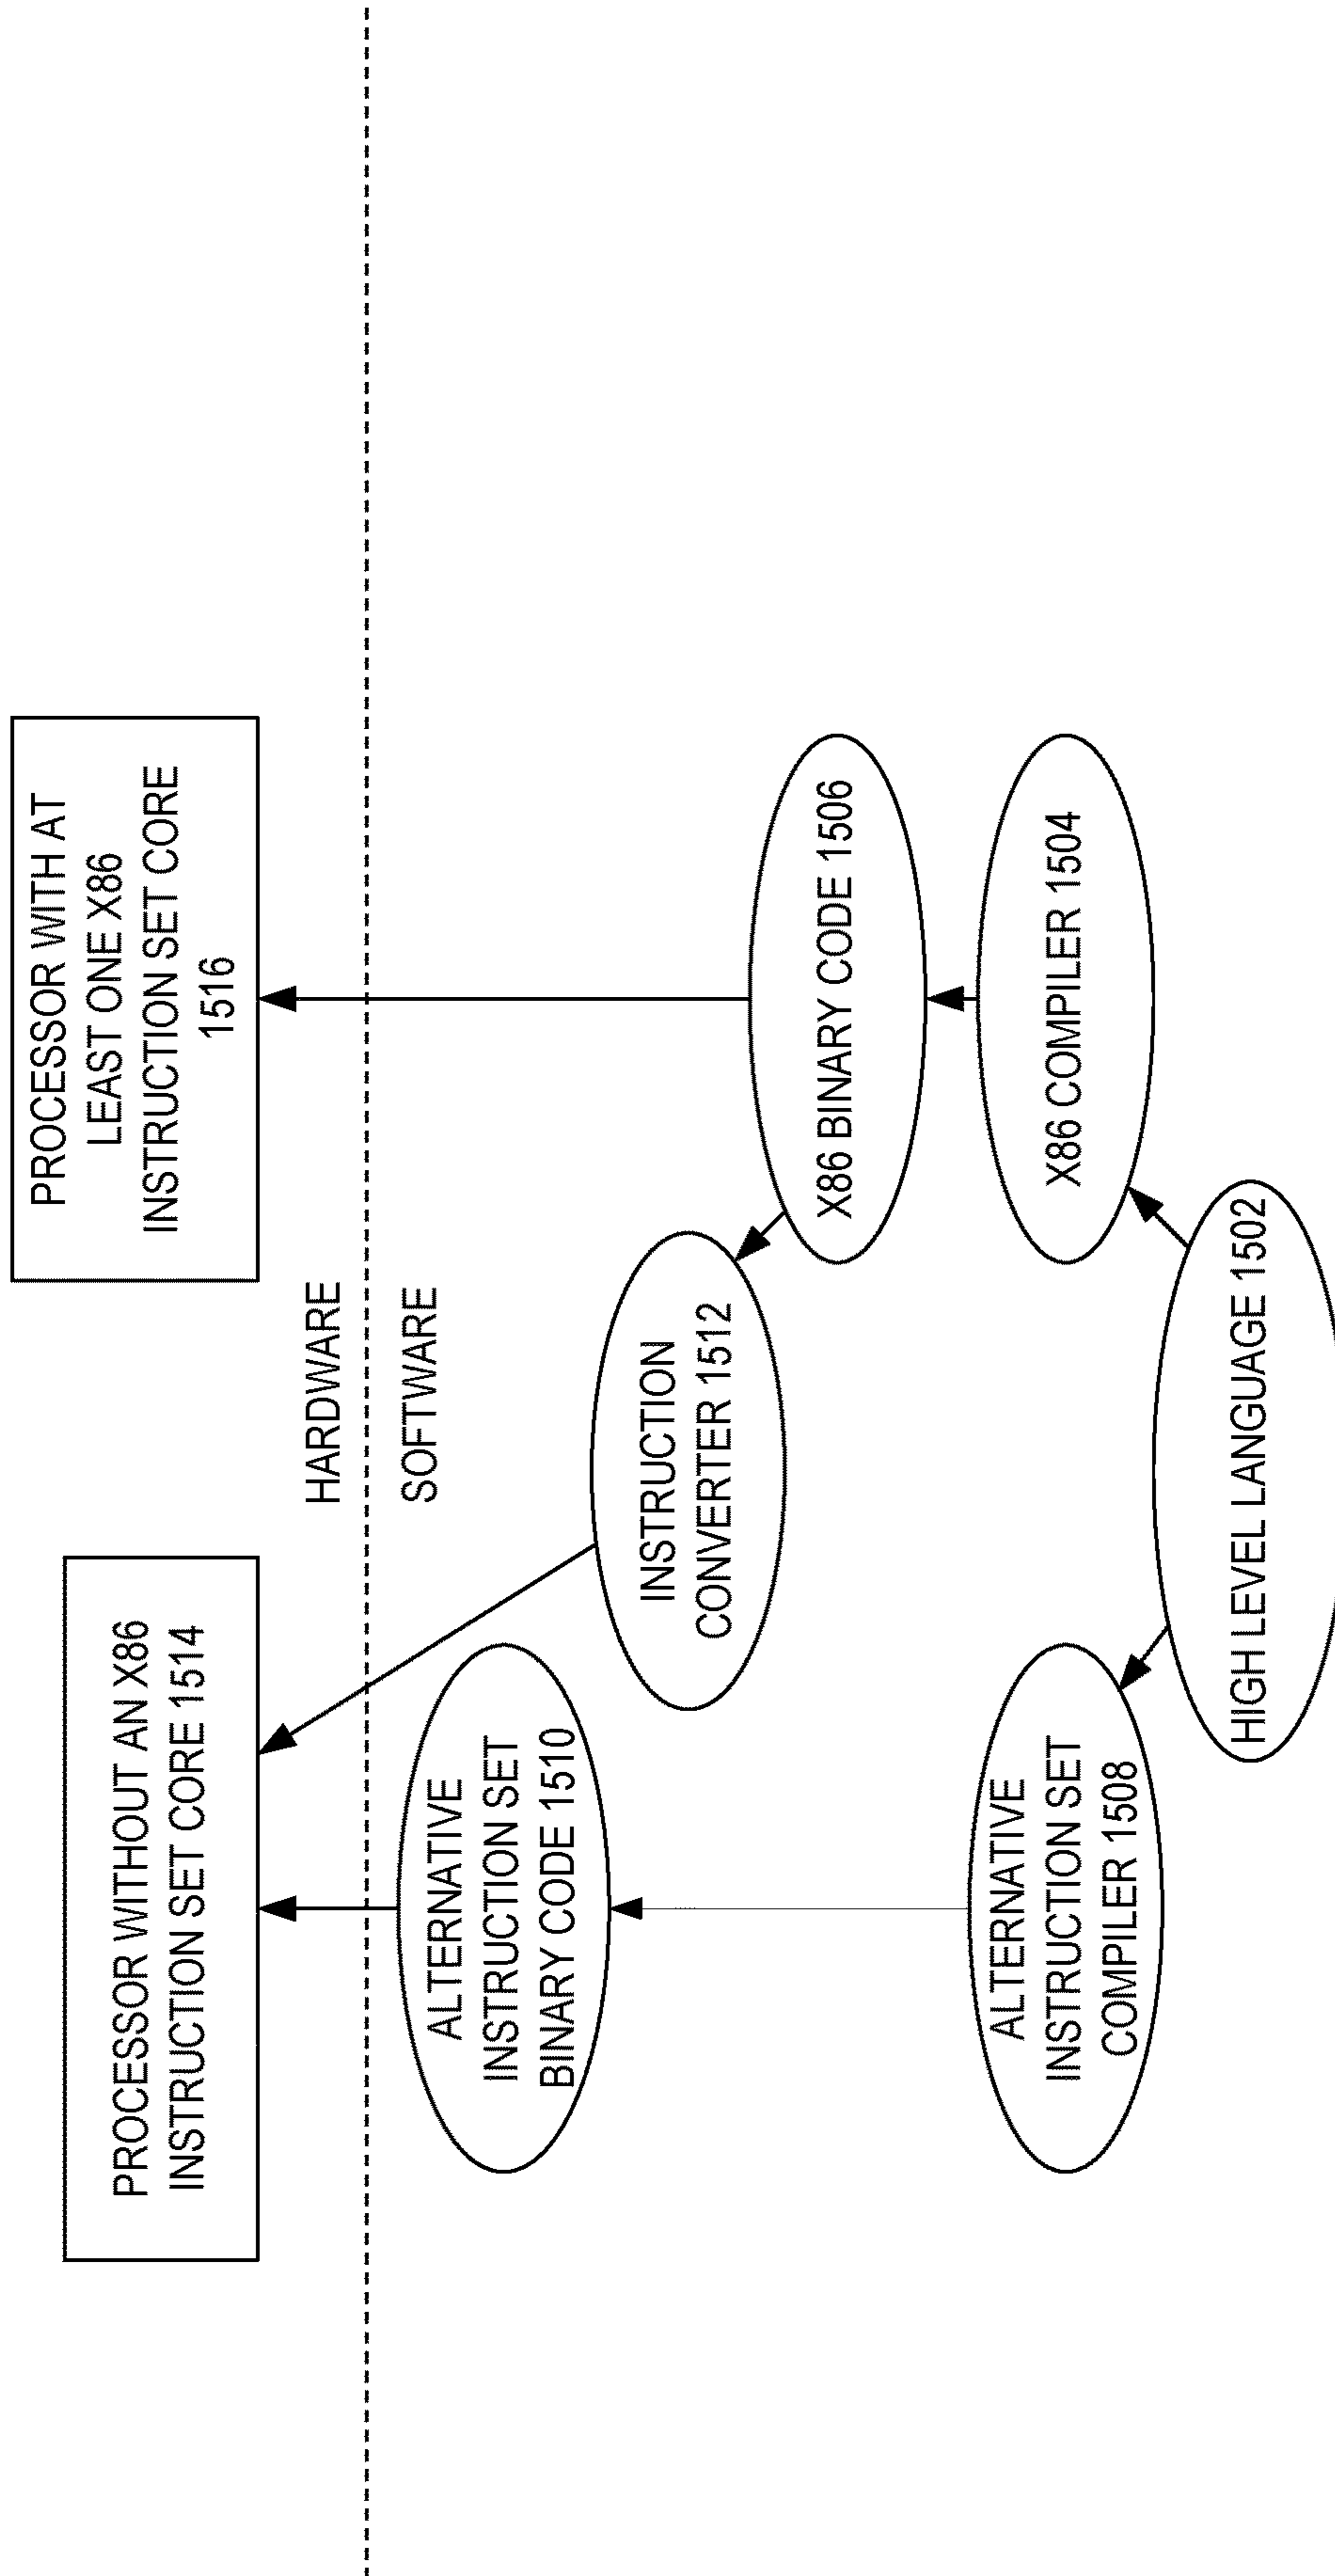 PROCESSOR WITHOUT AN X86
INSTRUCTION SET CORE 1514
PROCESSOR WITH AT
LEAST ONE X86
INSTRUCTION SET CORE
1516
HARDWARE
SOFTWARE
ALTERNATIVE
INSTRUCTION SET
BINARY CODE 1510
INSTRUCTION
CONVERTER 1512
X86 BINARY CODE 1506
ALTERNATIVE
INSTRUCTION SET
COMPILER 1508
X86 COMPILER 1504
HIGH LEVEL LANGUAGE 1502